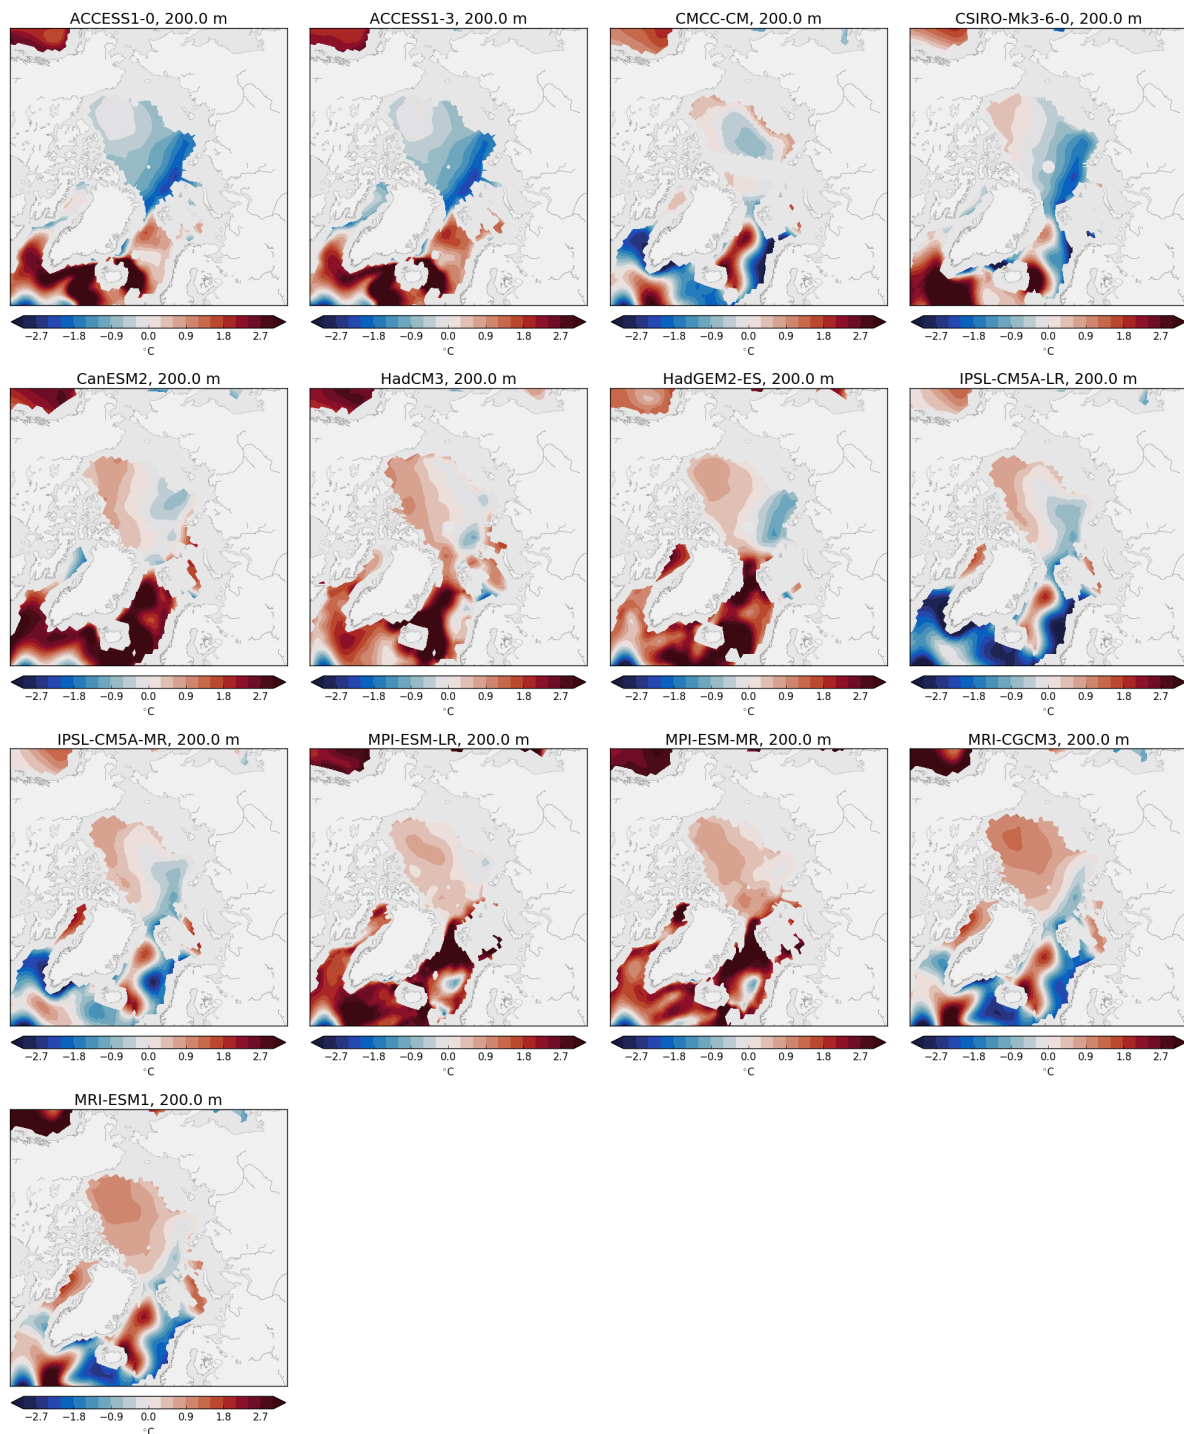 ACCESS1-0, 200.0 m
ACCESS1-3, 200.0 m
CMCC-CM, 200.0 m
CSIRO-Mk3-6-0, 200.0 m
−2.7 −1.8 −0.9 0.0 0.9 1.8 2.7
°C
−2.7 −1.8 −0.9 0.0 0.9 1.8 2.7
°C
−2.7 −1.8 −0.9 0.0 0.9 1.8 2.7
°C
−2.7 −1.8 −0.9 0.0 0.9 1.8 2.7
°C
CanESM2, 200.0 m
HadCM3, 200.0 m
HadGEM2-ES, 200.0 m
IPSL-CM5A-LR, 200.0 m
−2.7 −1.8 −0.9 0.0 0.9 1.8 2.7
°C
−2.7 −1.8 −0.9 0.0 0.9 1.8 2.7
°C
−2.7 −1.8 −0.9 0.0 0.9 1.8 2.7
°C
−2.7 −1.8 −0.9 0.0 0.9 1.8 2.7
°C
IPSL-CM5A-MR, 200.0 m
MPI-ESM-LR, 200.0 m
MPI-ESM-MR, 200.0 m
MRI-CGCM3, 200.0 m
−2.7 −1.8 −0.9 0.0 0.9 1.8 2.7
°C
−2.7 −1.8 −0.9 0.0 0.9 1.8 2.7
°C
−2.7 −1.8 −0.9 0.0 0.9 1.8 2.7
°C
−2.7 −1.8 −0.9 0.0 0.9 1.8 2.7
°C
MRI-ESM1, 200.0 m
−2.7 −1.8 −0.9 0.0 0.9 1.8 2.7
°C